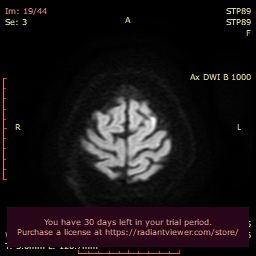 Im: 19/44
Se: 3
A
STP89
STP89
F
Ax DWI B 1000
R
L
You have 30 days left in your trial period.
Purchase a license at https://radiantviewer.com/store/